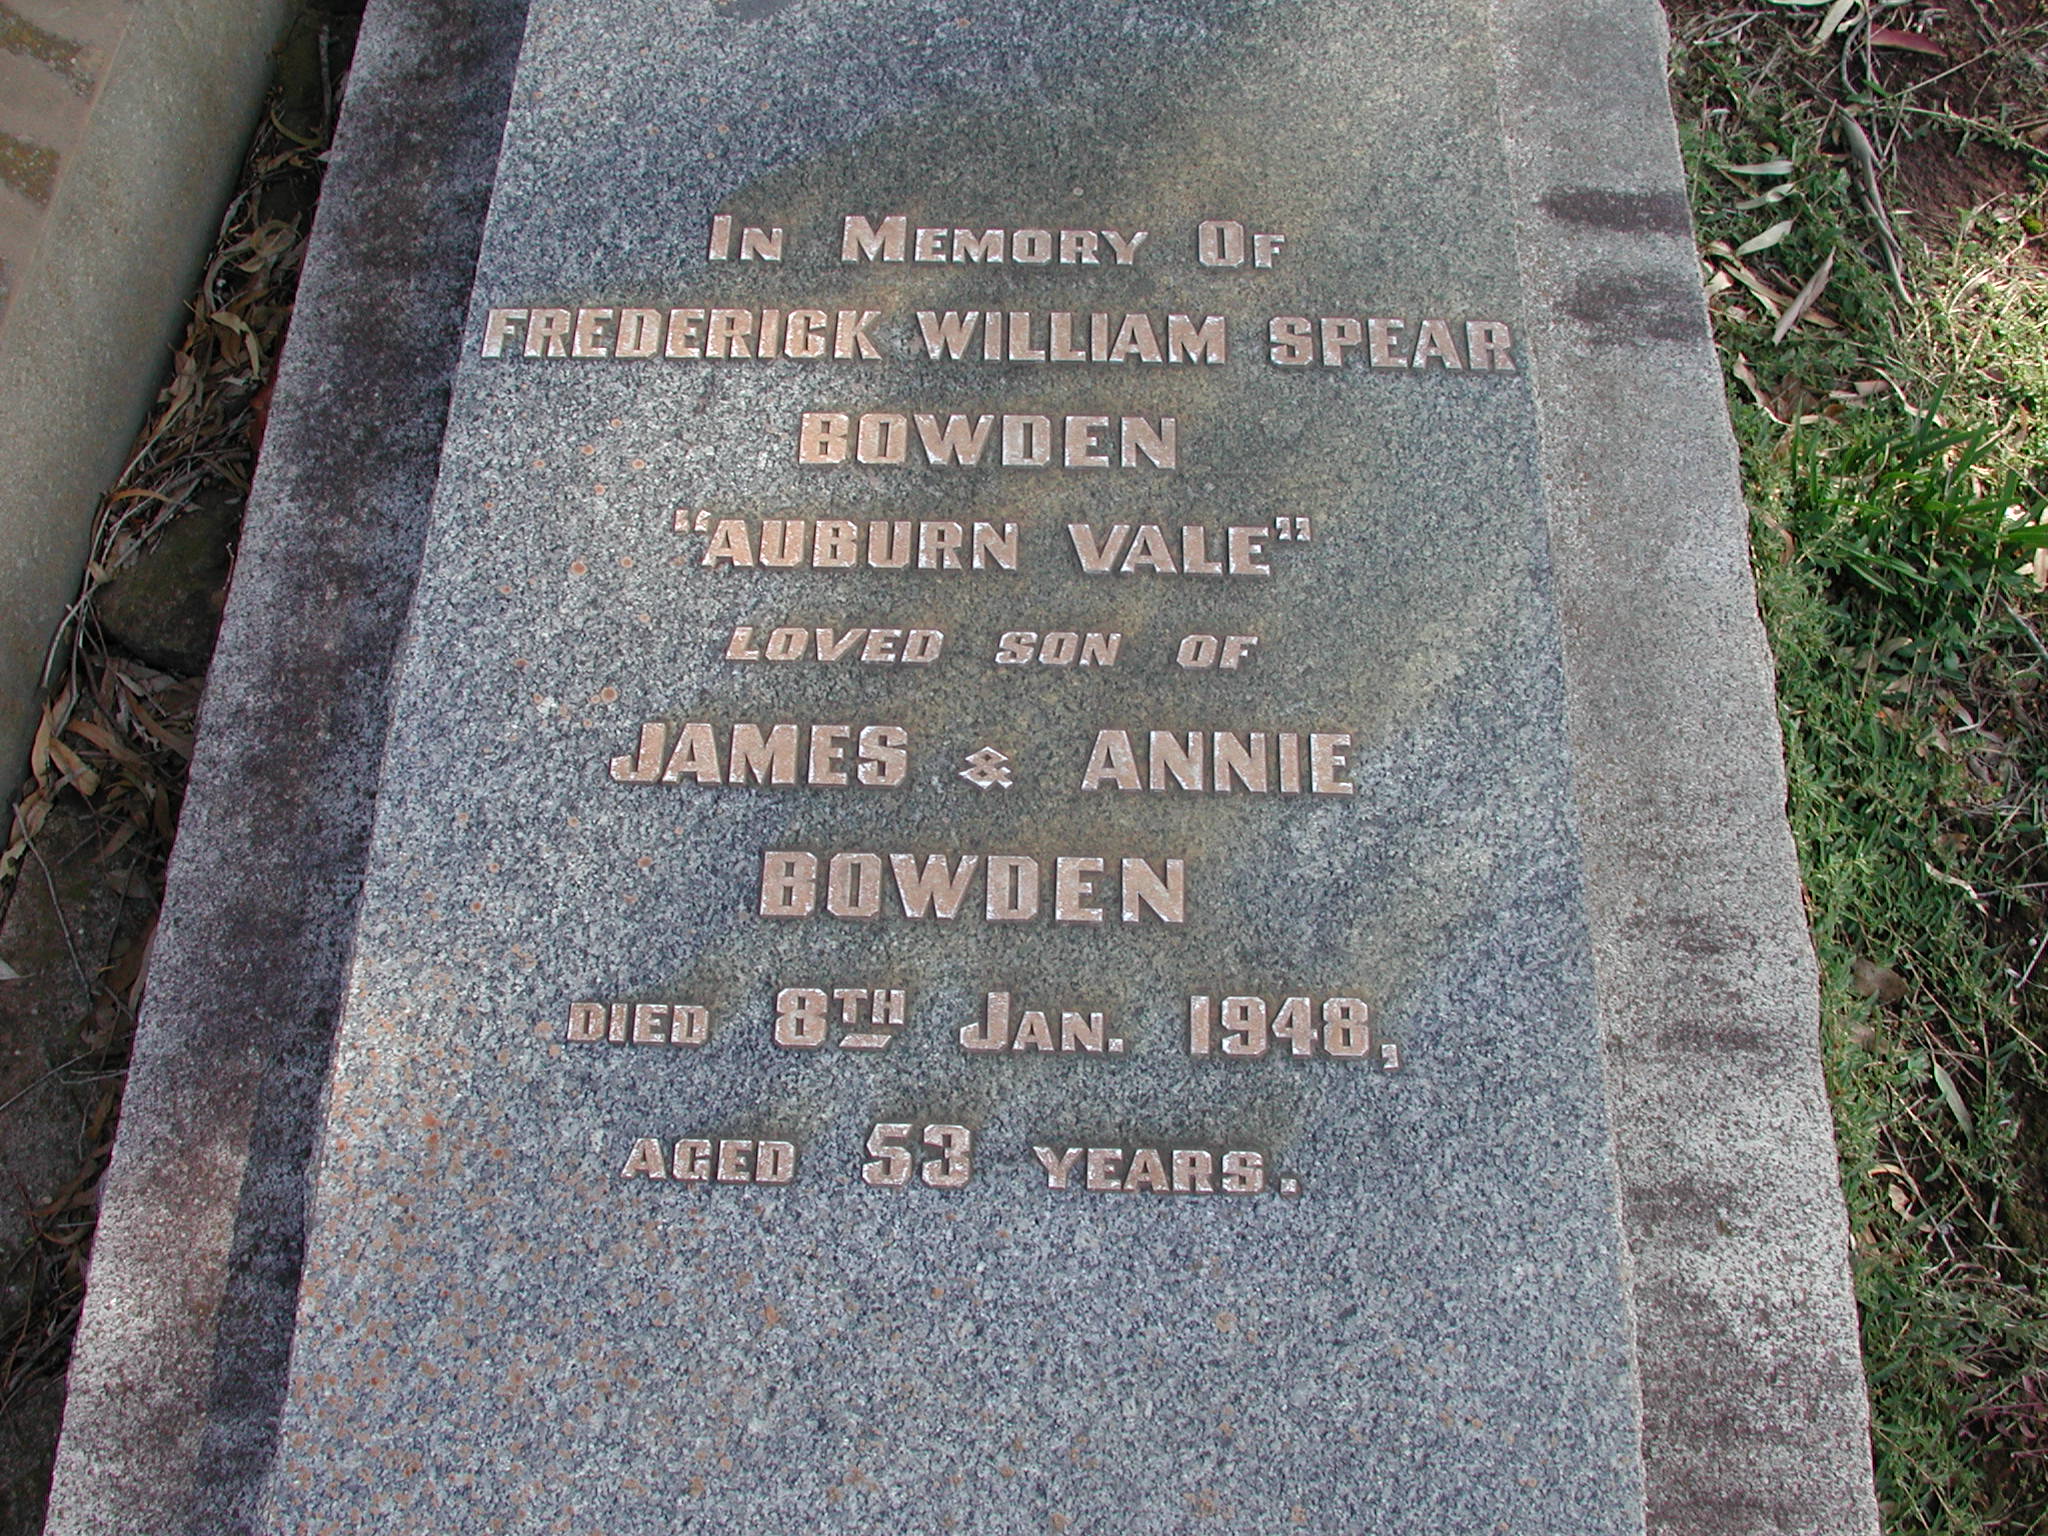 In Memory Of
FREDERICK WILLIAM SPEAR
BOWDEN
"AUBURN VALE"
LOVED SON OF
JAMES & ANNIE
BOWDEN
DIED 8TH JAN. 1948,
AGED 53 YEARS.